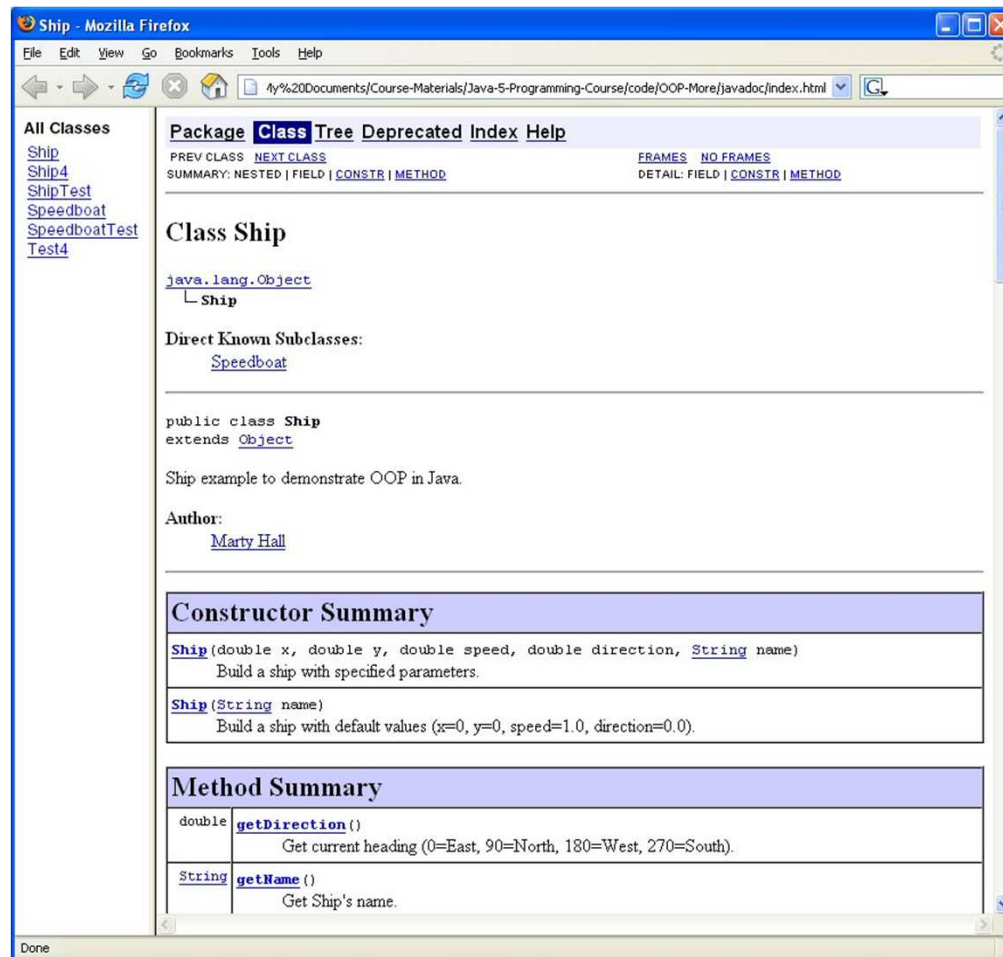 Ship - Mozilla Firefox
File Edit View Go Bookmarks Tools Help
4y%20Documents/Course-Materials/Java-5-Programming-Course/code/OOP-More/javadoc/index.html
G
All Classes
Ship
Ship4
ShipTest
Speedboat
SpeedboatTest
Test4
Package Class Tree Deprecated Index Help
PREV CLASS NEXT CLASS FRAMES NO FRAMES
SUMMARY: NESTED | FIELD | CONSTR | METHOD DETAIL: FIELD | CONSTR | METHOD
Class Ship
java.lang.Object
Ship
Direct Known Subclasses:
Speedboat
public class Ship
extends Object
Ship example to demonstrate OOP in Java.
Author:
Marty Hall
Constructor Summary
Ship(double x, double y, double speed, double direction, String name)
Build a ship with specified parameters.
Ship(String name)
Build a ship with default values (x=0, y=0, speed=1.0, direction=0.0).
Method Summary
double getDirection()
Get current heading (0=East, 90=North, 180=West, 270=South).
String getName()
Get Ship's name.
Done